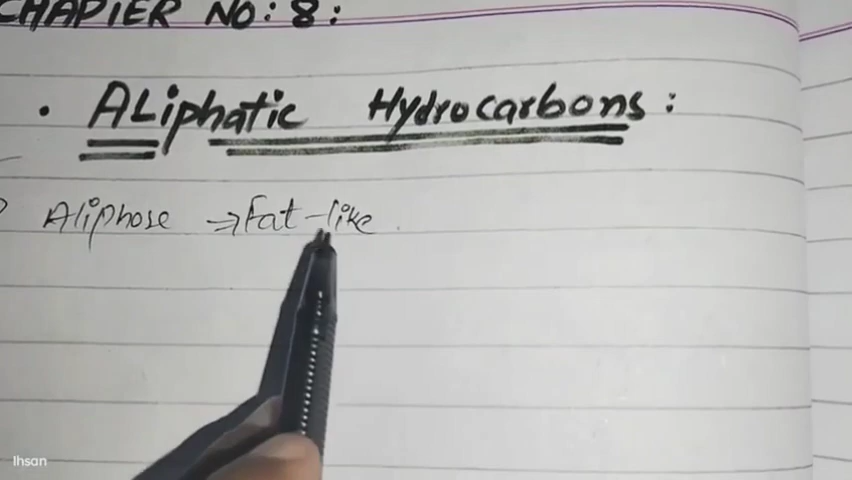 CHAPTER NO: 8:
• ALiphatic Hydrocarbons:
Aliphose → Fat-like
Ihsan